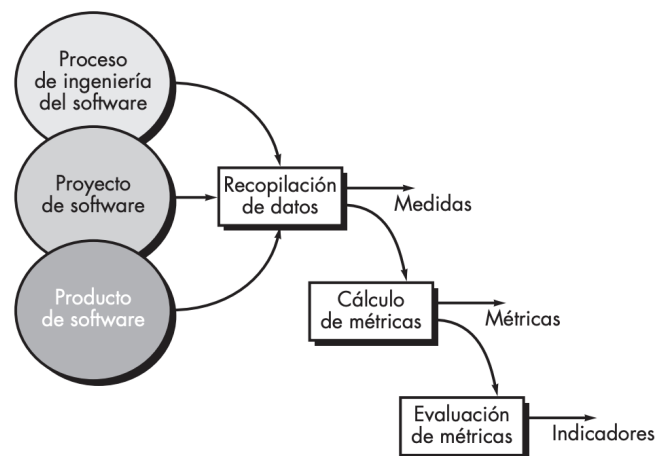 Proceso
de ingeniería
del software
Proyecto
de software
Producto
de software
Recopilación
de datos
Medidas
Cálculo
de métricas
Métricas
Evaluación
de métricas
Indicadores